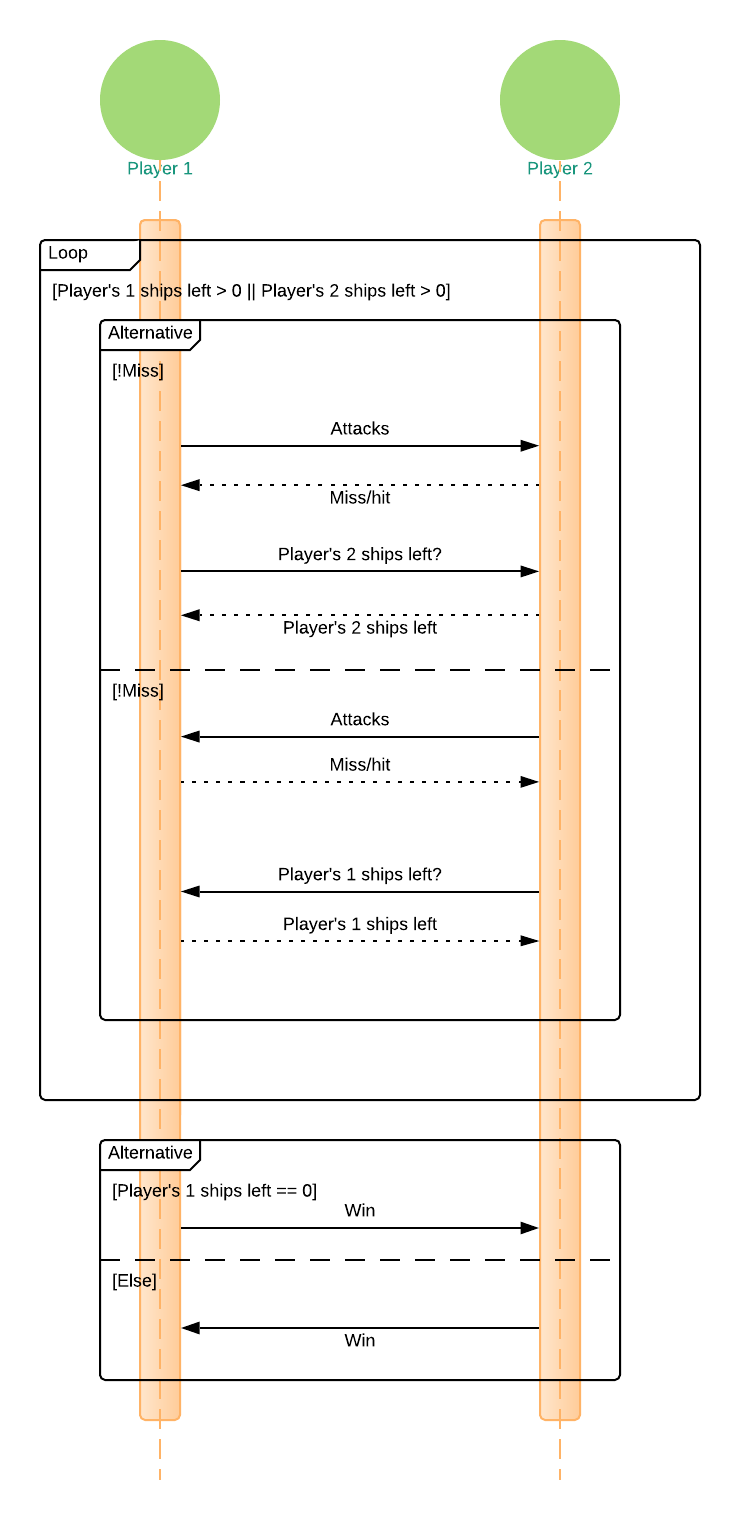 Player 1
Player 2
Loop
[Player's 1 ships left > 0 || Player's 2 ships left > 0]
Alternative
[!Miss]
Attacks
Miss/hit
Player's 2 ships left?
Player's 2 ships left
[!Miss]
Attacks
Miss/hit
Player's 1 ships left?
Player's 1 ships left
Alternative
[Player's 1 ships left == 0]
Win
[Else]
Win